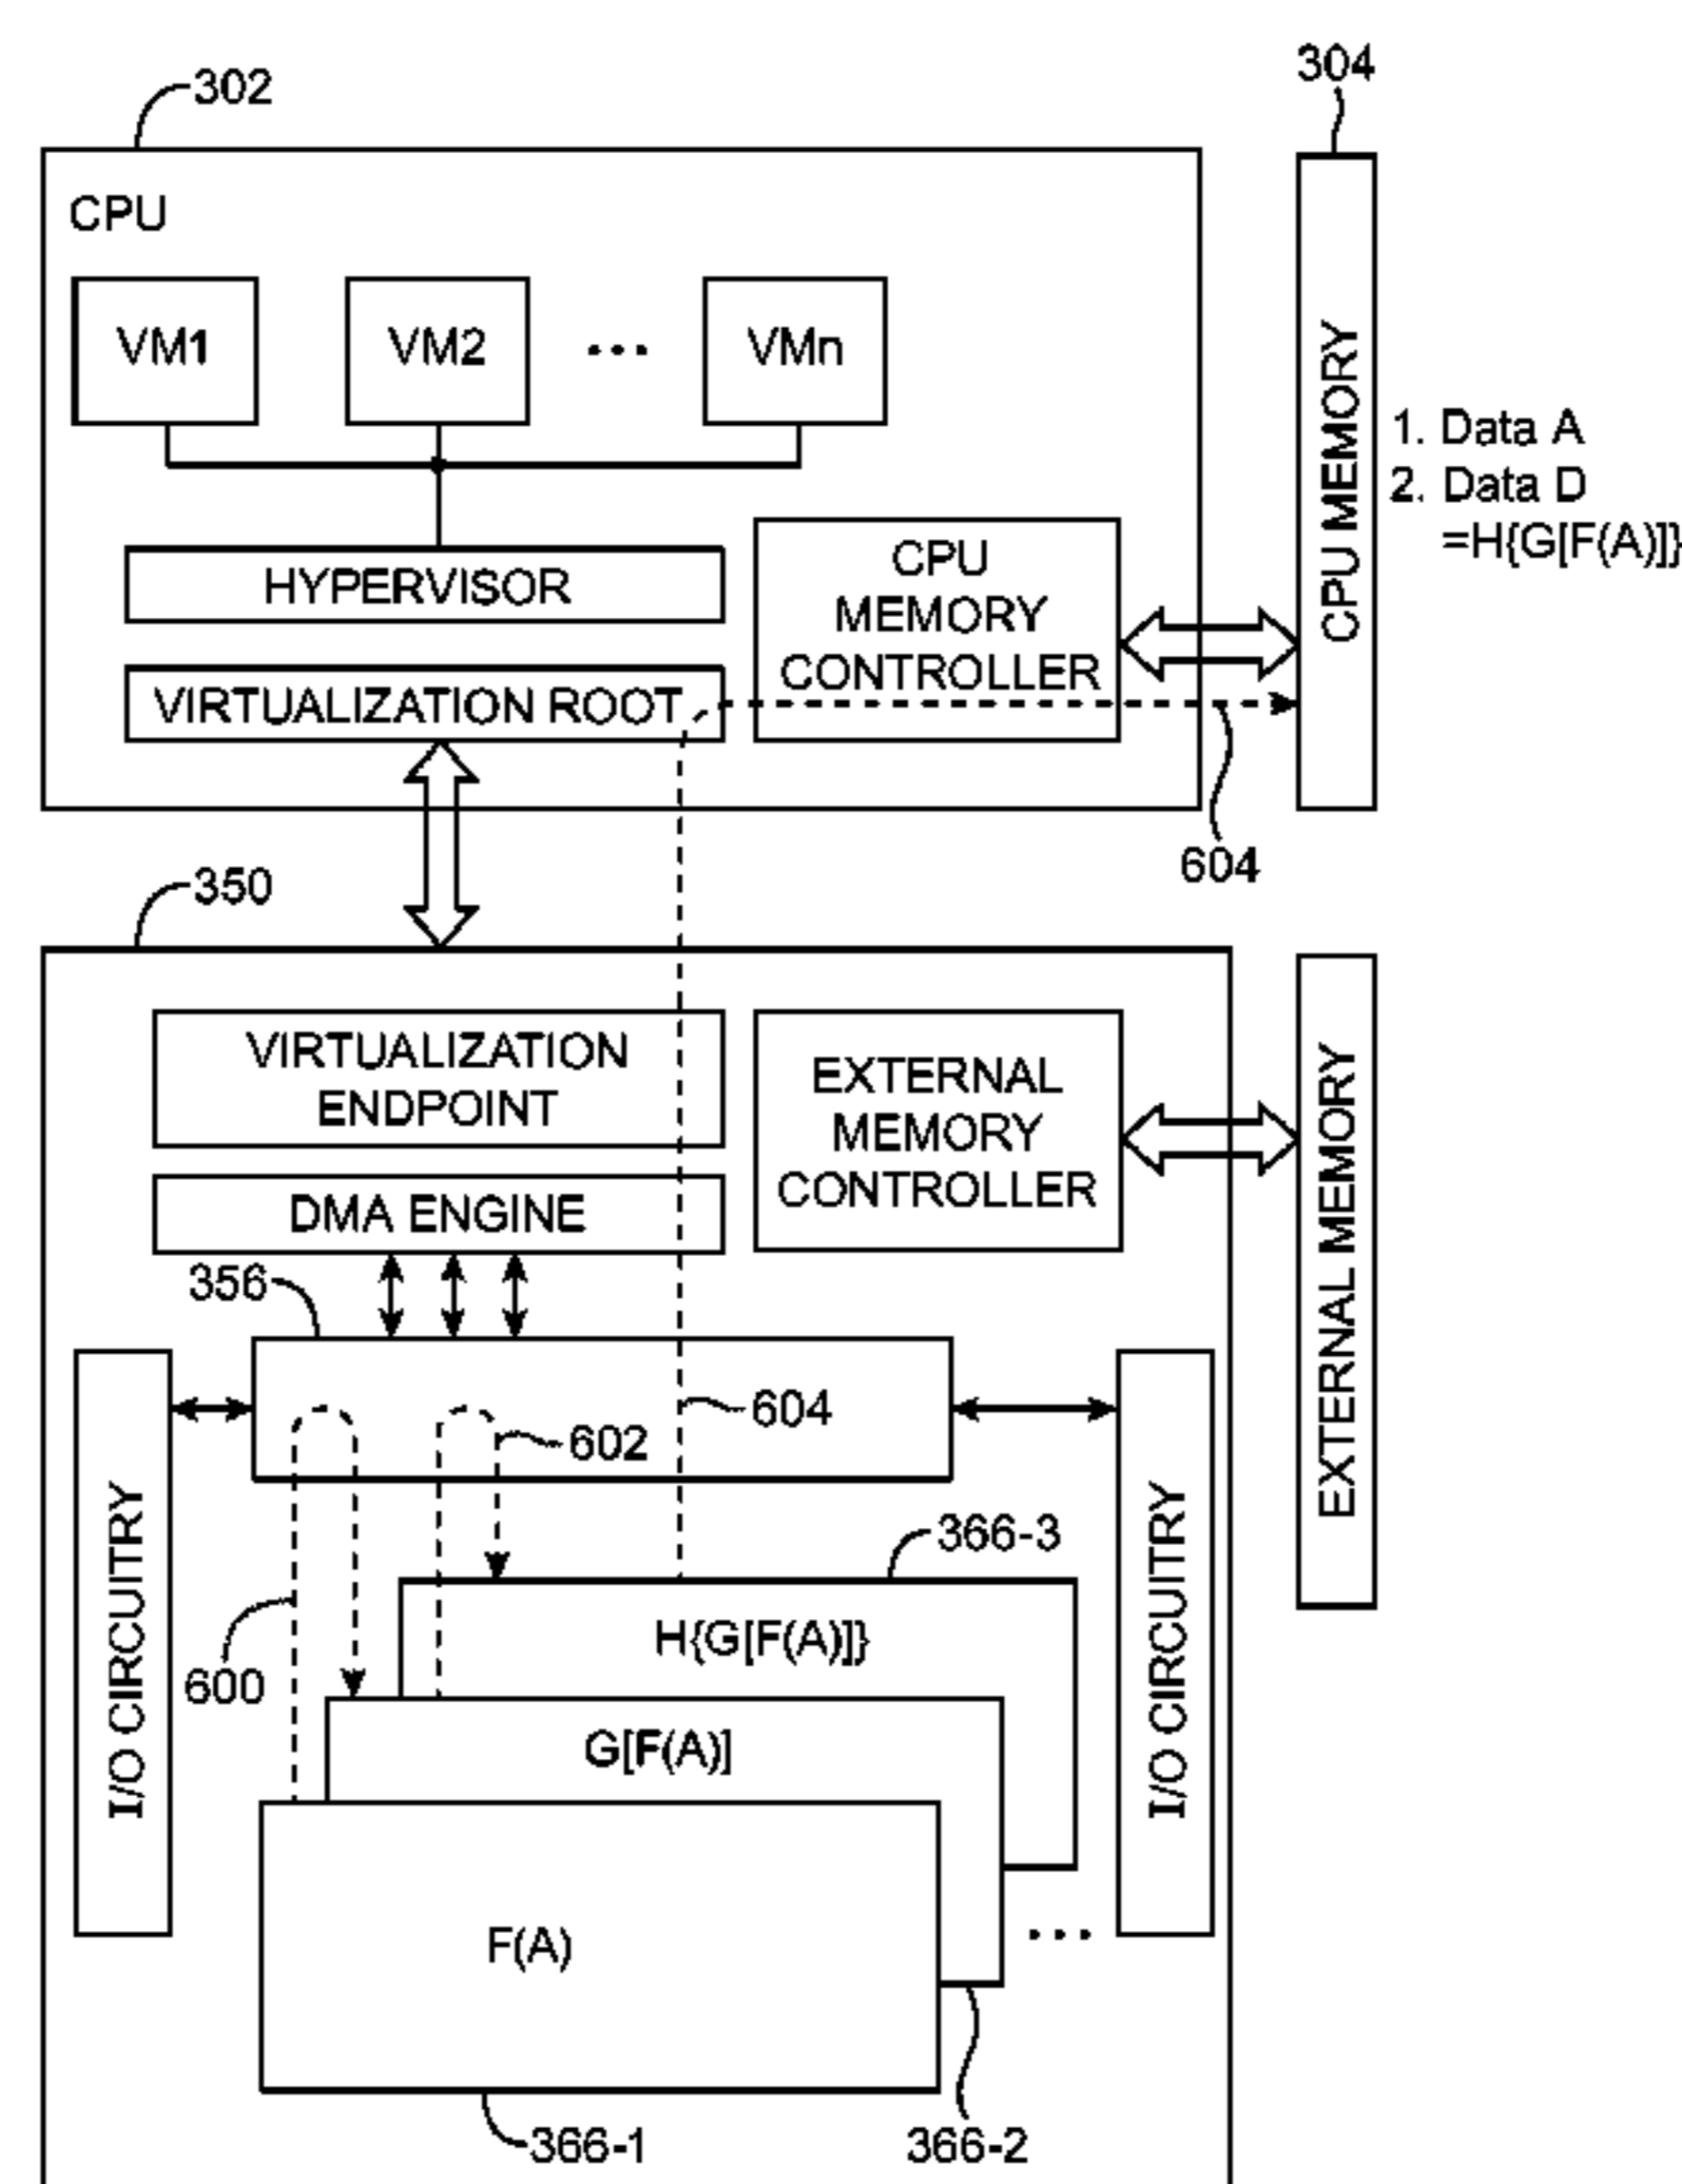 302
304
CPU
VM1
VM2
...
VMn
HYPERVISOR
VIRTUALIZATION ROOT
CPU
MEMORY
CONTROLLER
CPU MEMORY
1. Data A
2. Data D
=H{G[F(A)]}
604
350
VIRTUALIZATION
ENDPOINT
DMA ENGINE
EXTERNAL
MEMORY
CONTROLLER
EXTERNAL MEMORY
356
604
602
I/O CIRCUITRY
I/O CIRCUITRY
366-3
H{G[F(A)]}
600
G[F(A)]
F(A)
...
366-1
366-2